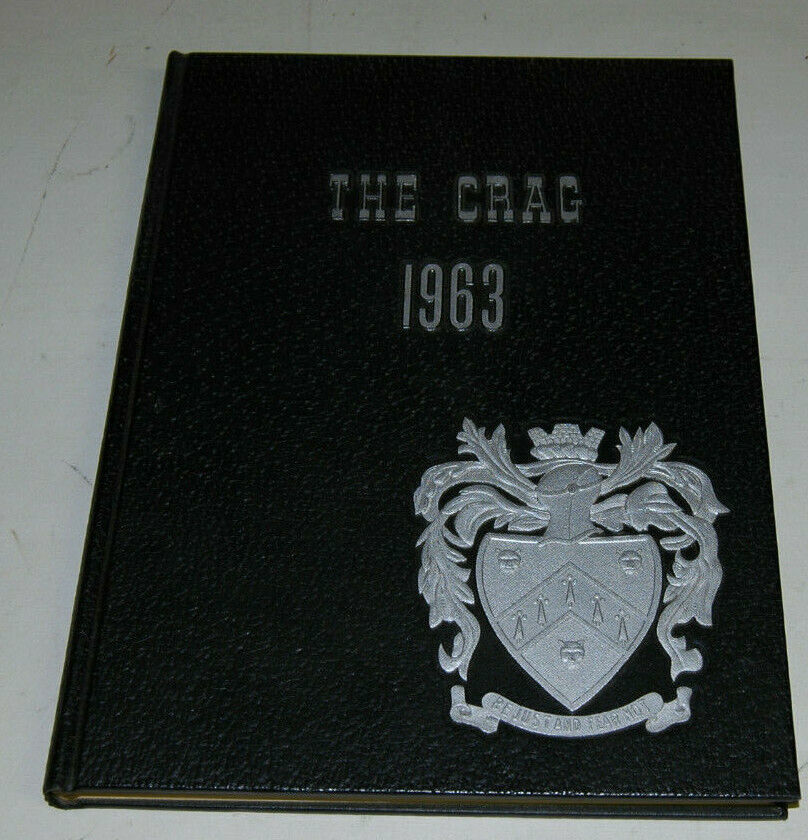 THE CRAG
1963
BE JUST AND FEAR NOT